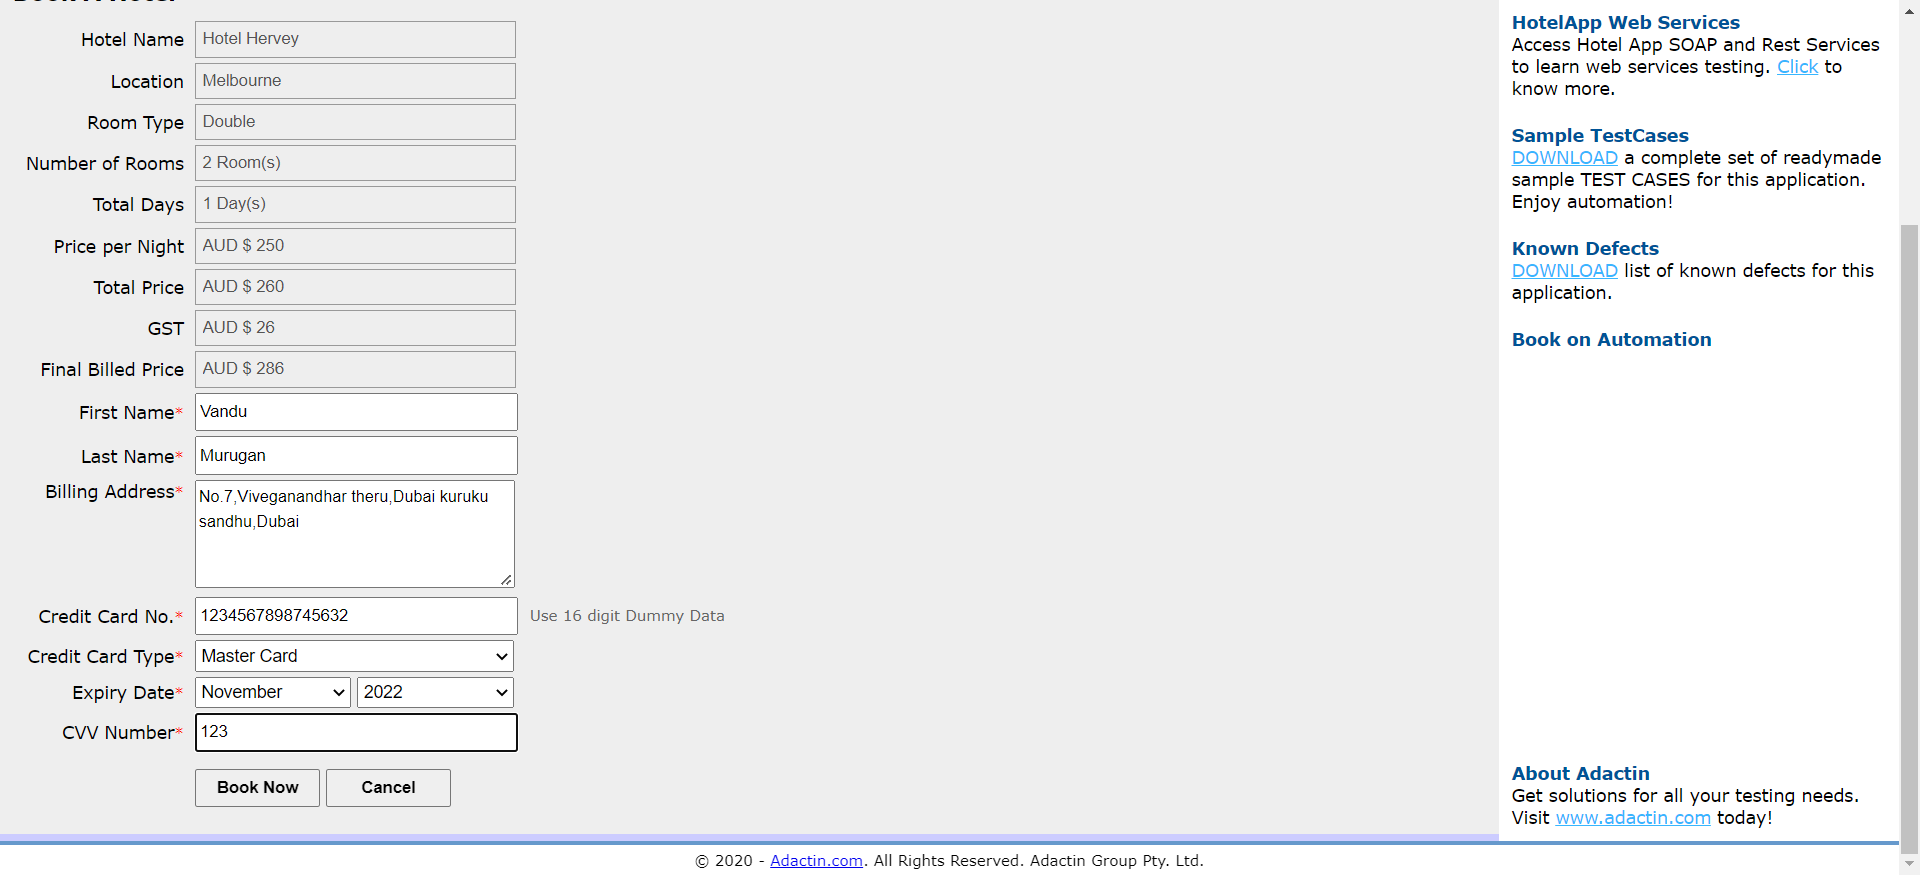 Hotel Name Hotel Hervey
Location Melbourne
Room Type Double
Number of Rooms 2 Room(s)
Total Days 1 Day(s)
Price per Night AUD $ 250
Total Price AUD $ 260
GST AUD $ 26
Final Billed Price AUD $ 286
First Name* Vandu
Last Name* Murugan
Billing Address* No.7,Viveganandhar theru,Dubai kuruku
sandhu,Dubai
Credit Card No.* 1234567898745632 Use 16 digit Dummy Data
Credit Card Type* Master Card
Expiry Date* November 2022
CVV Number* 123
Book Now Cancel
HotelApp Web Services
Access Hotel App SOAP and Rest Services
to learn web services testing. Click to
know more.
Sample TestCases
DOWNLOAD a complete set of readymade
sample TEST CASES for this application.
Enjoy automation!
Known Defects
DOWNLOAD list of known defects for this
application.
Book on Automation
About Adactin
Get solutions for all your testing needs.
Visit www.adactin.com today!
© 2020 - Adactin.com. All Rights Reserved. Adactin Group Pty. Ltd.